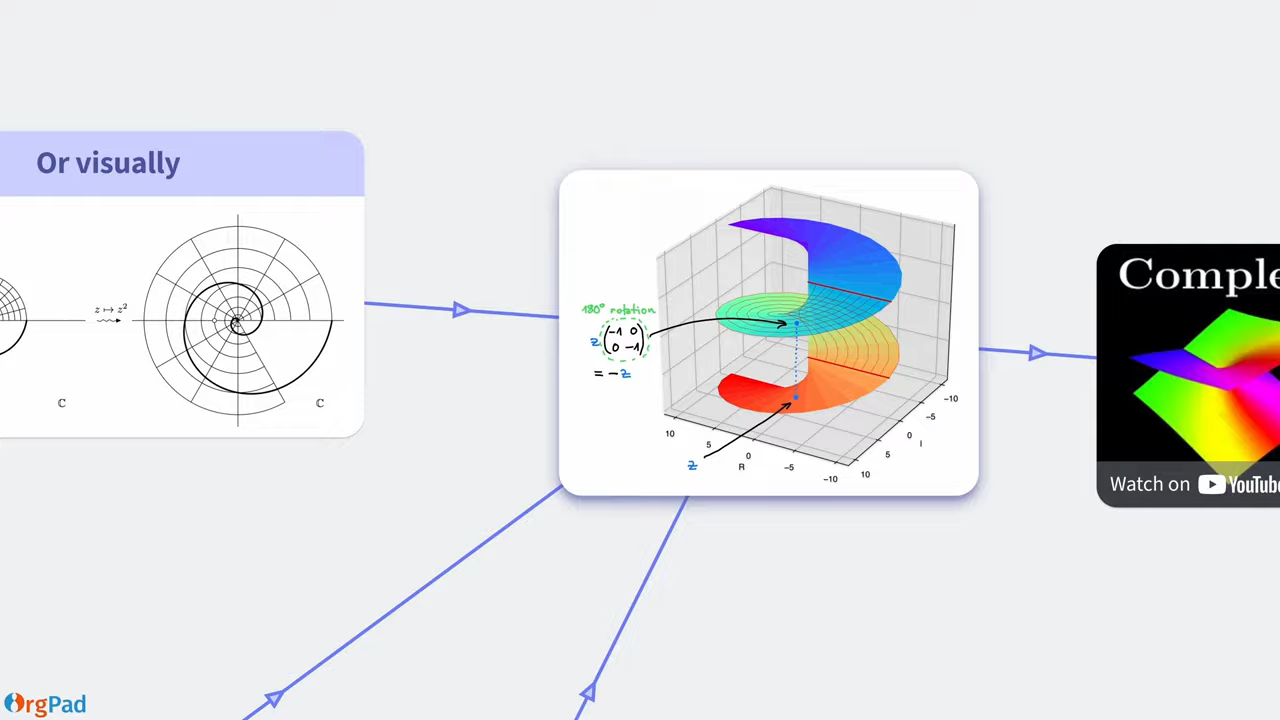 Or visually
z ↦ z²
ℂ
ℂ
180° rotation
z(-1 0
0 -1)
= -z
z
10
5
0
-5
-10
R
10
5
0
-5
-10
I
Comple
Watch on YouTube
OrgPad